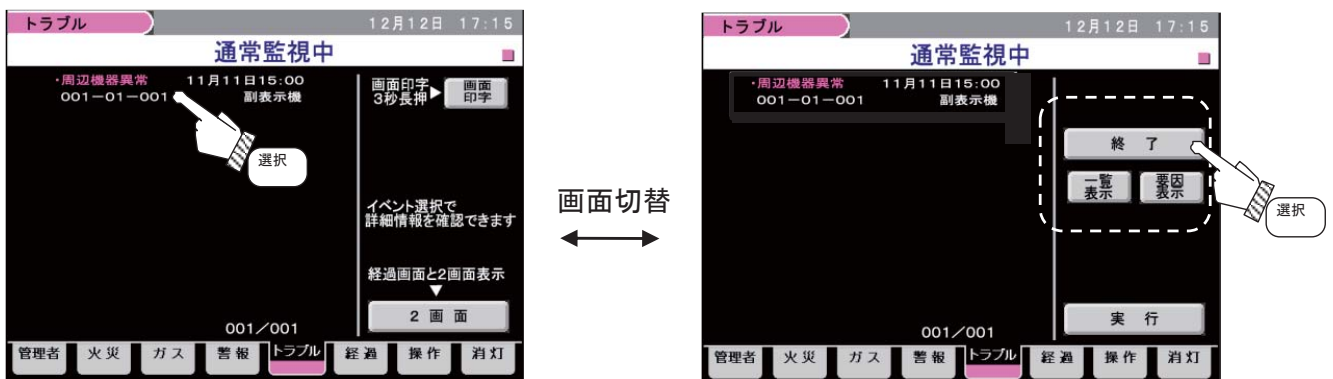 トラブル 12月12日 17:15
通常監視中
・周辺機器異常 11月11日15:00
001－01－001 副表示機
選択
画面印字
3秒長押▶
画面
印字
イベント選択で
詳細情報を確認できます
経過画面と2画面表示
▼
2 画 面
001／001
管理者 火災 ガス 警報 トラブル 経過 操作 消灯
画面切替
トラブル 12月12日 17:15
通常監視中
・周辺機器異常 11月11日15:00
001－01－001 副表示機
終 了
一覧
表示
要因
表示
選択
実 行
001／001
管理者 火災 ガス 警報 トラブル 経過 操作 消灯